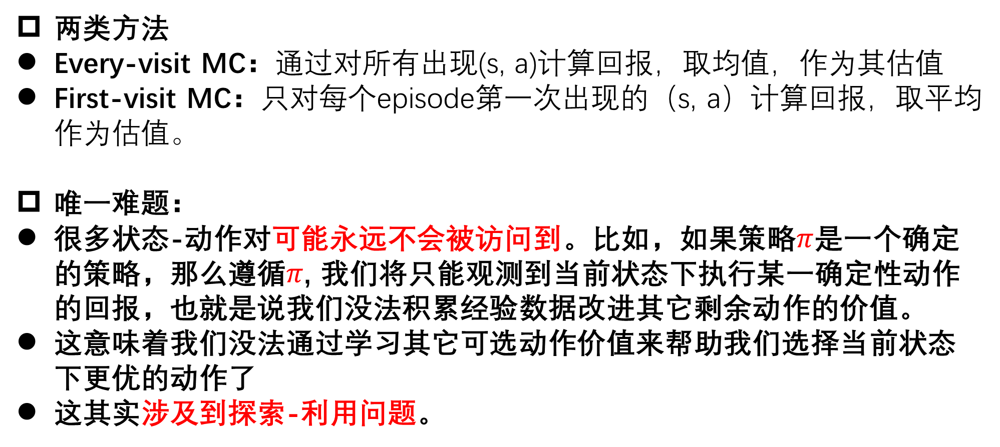 两类方法
Every-visit MC：通过对所有出现(s, a)计算回报，取均值，作为其估值
First-visit MC：只对每个episode第一次出现的（s, a）计算回报，取平均
作为估值。
唯一难题：
很多状态-动作对可能永远不会被访问到。比如，如果策略π是一个确定
的策略，那么遵循π, 我们将只能观测到当前状态下执行某一确定性动作
的回报，也就是说我们没法积累经验数据改进其它剩余动作的价值。
这意味着我们没法通过学习其它可选动作价值来帮助我们选择当前状态
下更优的动作了
这其实涉及到探索-利用问题。